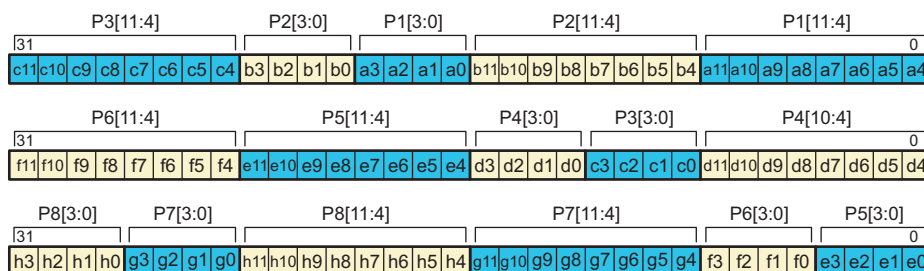 P3[11:4] P2[3:0] P1[3:0] P2[11:4] P1[11:4]
31 0
c11 c10 c9 c8 c7 c6 c5 c4 b3 b2 b1 b0 a3 a2 a1 a0 b11 b10 b9 b8 b7 b6 b5 b4 a11 a10 a9 a8 a7 a6 a5 a4
P6[11:4] P5[11:4] P4[3:0] P3[3:0] P4[10:4]
31 0
f11 f10 f9 f8 f7 f6 f5 f4 e11 e10 e9 e8 e7 e6 e5 e4 d3 d2 d1 d0 c3 c2 c1 c0 d11 d10 d9 d8 d7 d6 d5 d4
P8[3:0] P7[3:0] P8[11:4] P7[11:4] P6[3:0] P5[3:0]
31 0
h3 h2 h1 h0 g3 g2 g1 g0 h11 h10 h9 h8 h7 h6 h5 h4 g11 g10 g9 g8 g7 g6 g5 g4 f3 f2 f1 f0 e3 e2 e1 e0